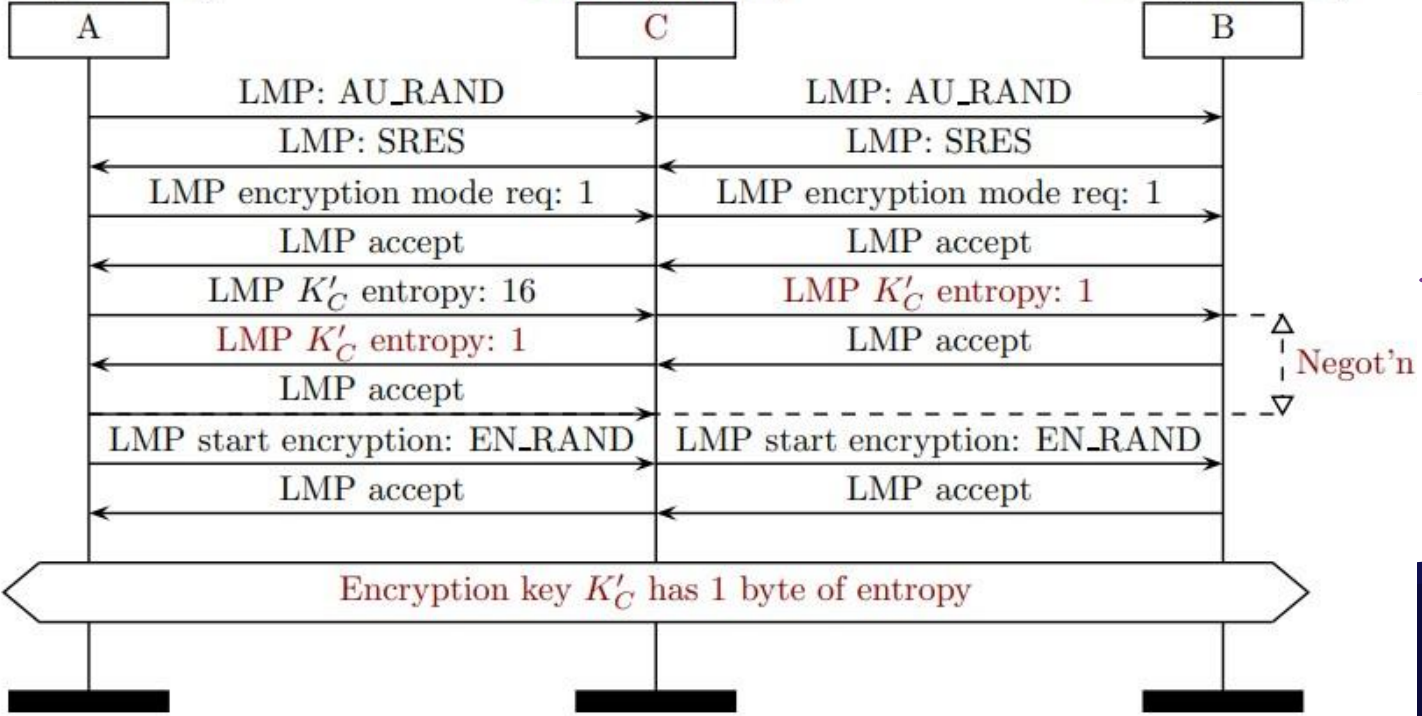 A C B
LMP: AU_RAND LMP: AU_RAND
LMP: SRES LMP: SRES
LMP encryption mode req: 1 LMP encryption mode req: 1
LMP accept LMP accept
LMP K′_C entropy: 16 LMP K′_C entropy: 1
LMP K′_C entropy: 1 LMP accept
Negot'n
LMP accept
LMP start encryption: EN_RAND LMP start encryption: EN_RAND
LMP accept LMP accept
Encryption key K′_C has 1 byte of entropy